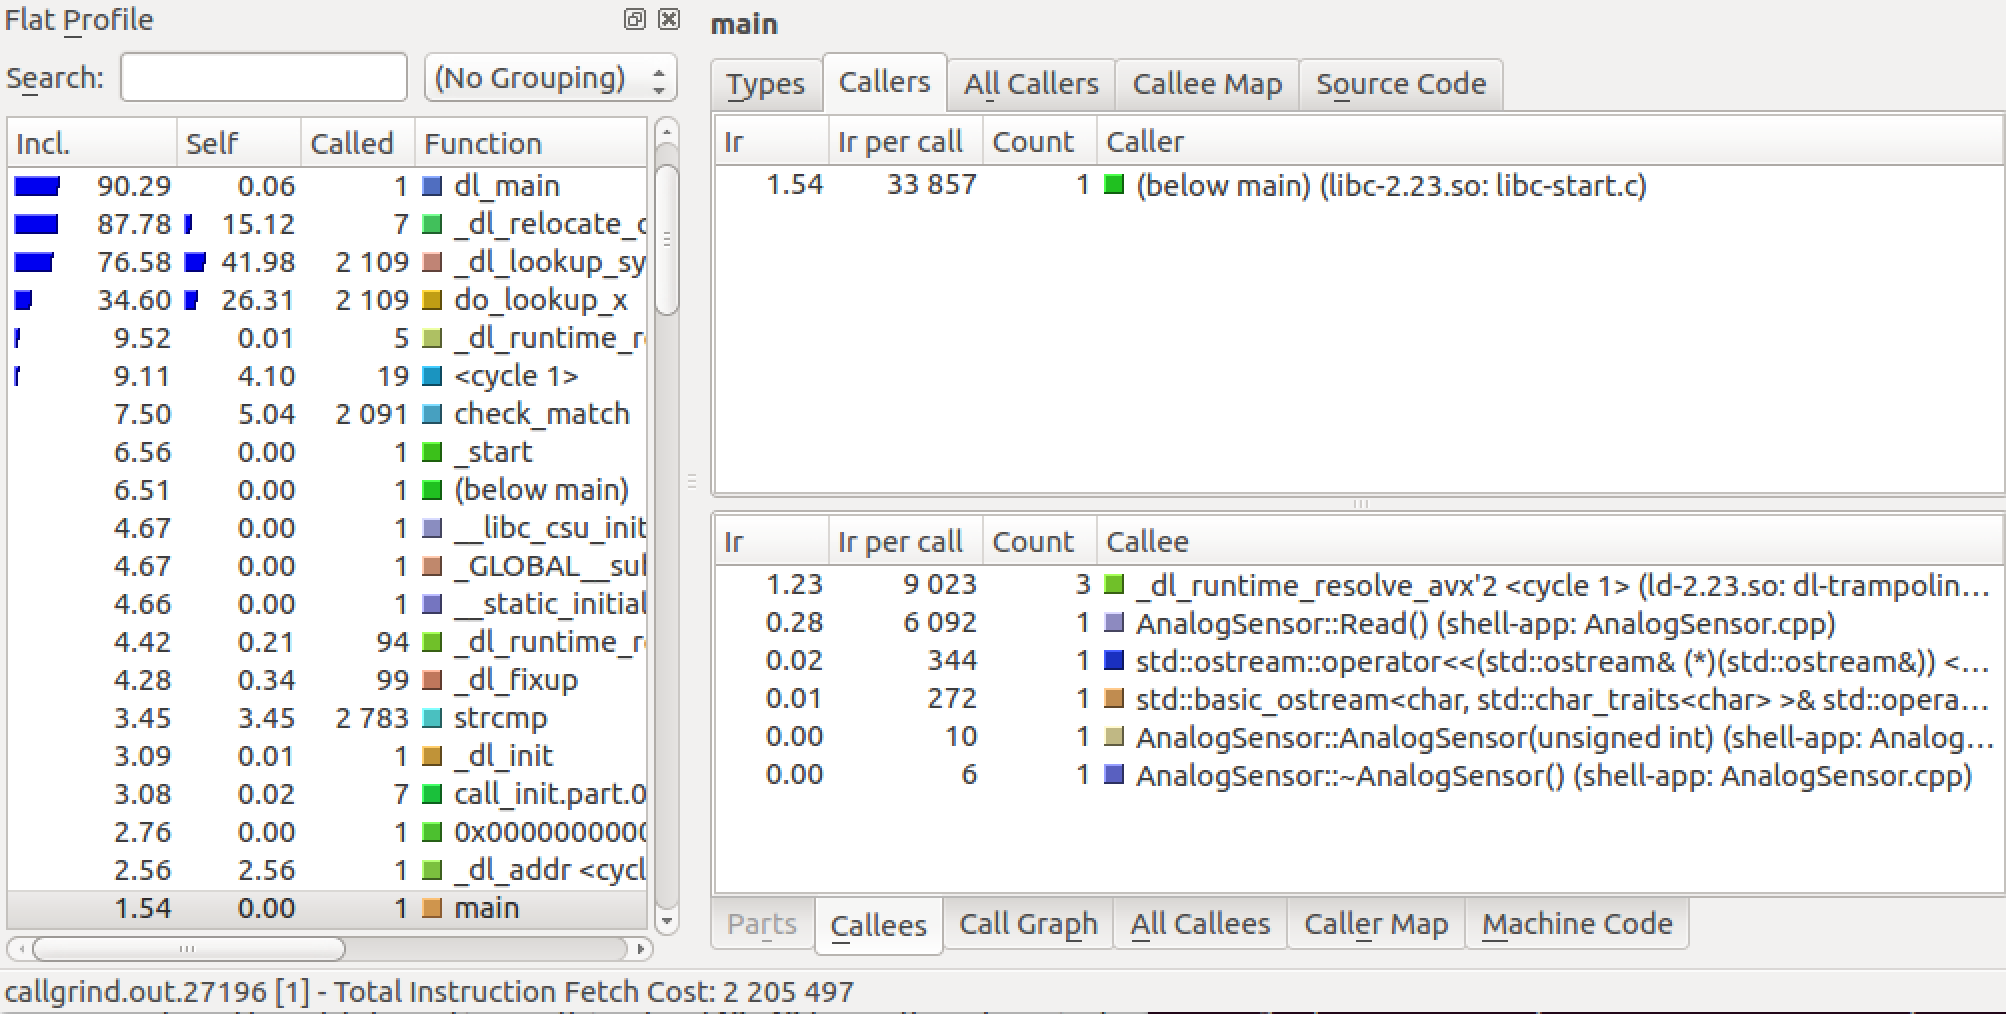 Flat Profile
Search:
(No Grouping)
Incl. Self Called Function
90.29 0.06 1 dl_main
87.78 15.12 7 _dl_relocate_
76.58 41.98 2 109 _dl_lookup_sy
34.60 26.31 2 109 do_lookup_x
9.52 0.01 5 _dl_runtime_r
9.11 4.10 19 <cycle 1>
7.50 5.04 2 091 check_match
6.56 0.00 1 _start
6.51 0.00 1 (below main)
4.67 0.00 1 __libc_csu_init
4.67 0.00 1 _GLOBAL__sul
4.66 0.00 1 __static_initial
4.42 0.21 94 _dl_runtime_r
4.28 0.34 99 _dl_fixup
3.45 3.45 2 783 strcmp
3.09 0.01 1 _dl_init
3.08 0.02 7 call_init.part.0
2.76 0.00 1 0x0000000000
2.56 2.56 1 _dl_addr <cycl
1.54 0.00 1 main
main
Types Callers All Callers Callee Map Source Code
Ir Ir per call Count Caller
1.54 33 857 1 (below main) (libc-2.23.so: libc-start.c)
Ir Ir per call Count Callee
1.23 9 023 3 _dl_runtime_resolve_avx'2 <cycle 1> (ld-2.23.so: dl-trampolin...
0.28 6 092 1 AnalogSensor::Read() (shell-app: AnalogSensor.cpp)
0.02 344 1 std::ostream::operator<<(std::ostream& (*)(std::ostream&)) <...
0.01 272 1 std::basic_ostream<char, std::char_traits<char> >& std::opera...
0.00 10 1 AnalogSensor::AnalogSensor(unsigned int) (shell-app: Analog...
0.00 6 1 AnalogSensor::~AnalogSensor() (shell-app: AnalogSensor.cpp)
Parts Callees Call Graph All Callees Caller Map Machine Code
callgrind.out.27196 [1] - Total Instruction Fetch Cost: 2 205 497